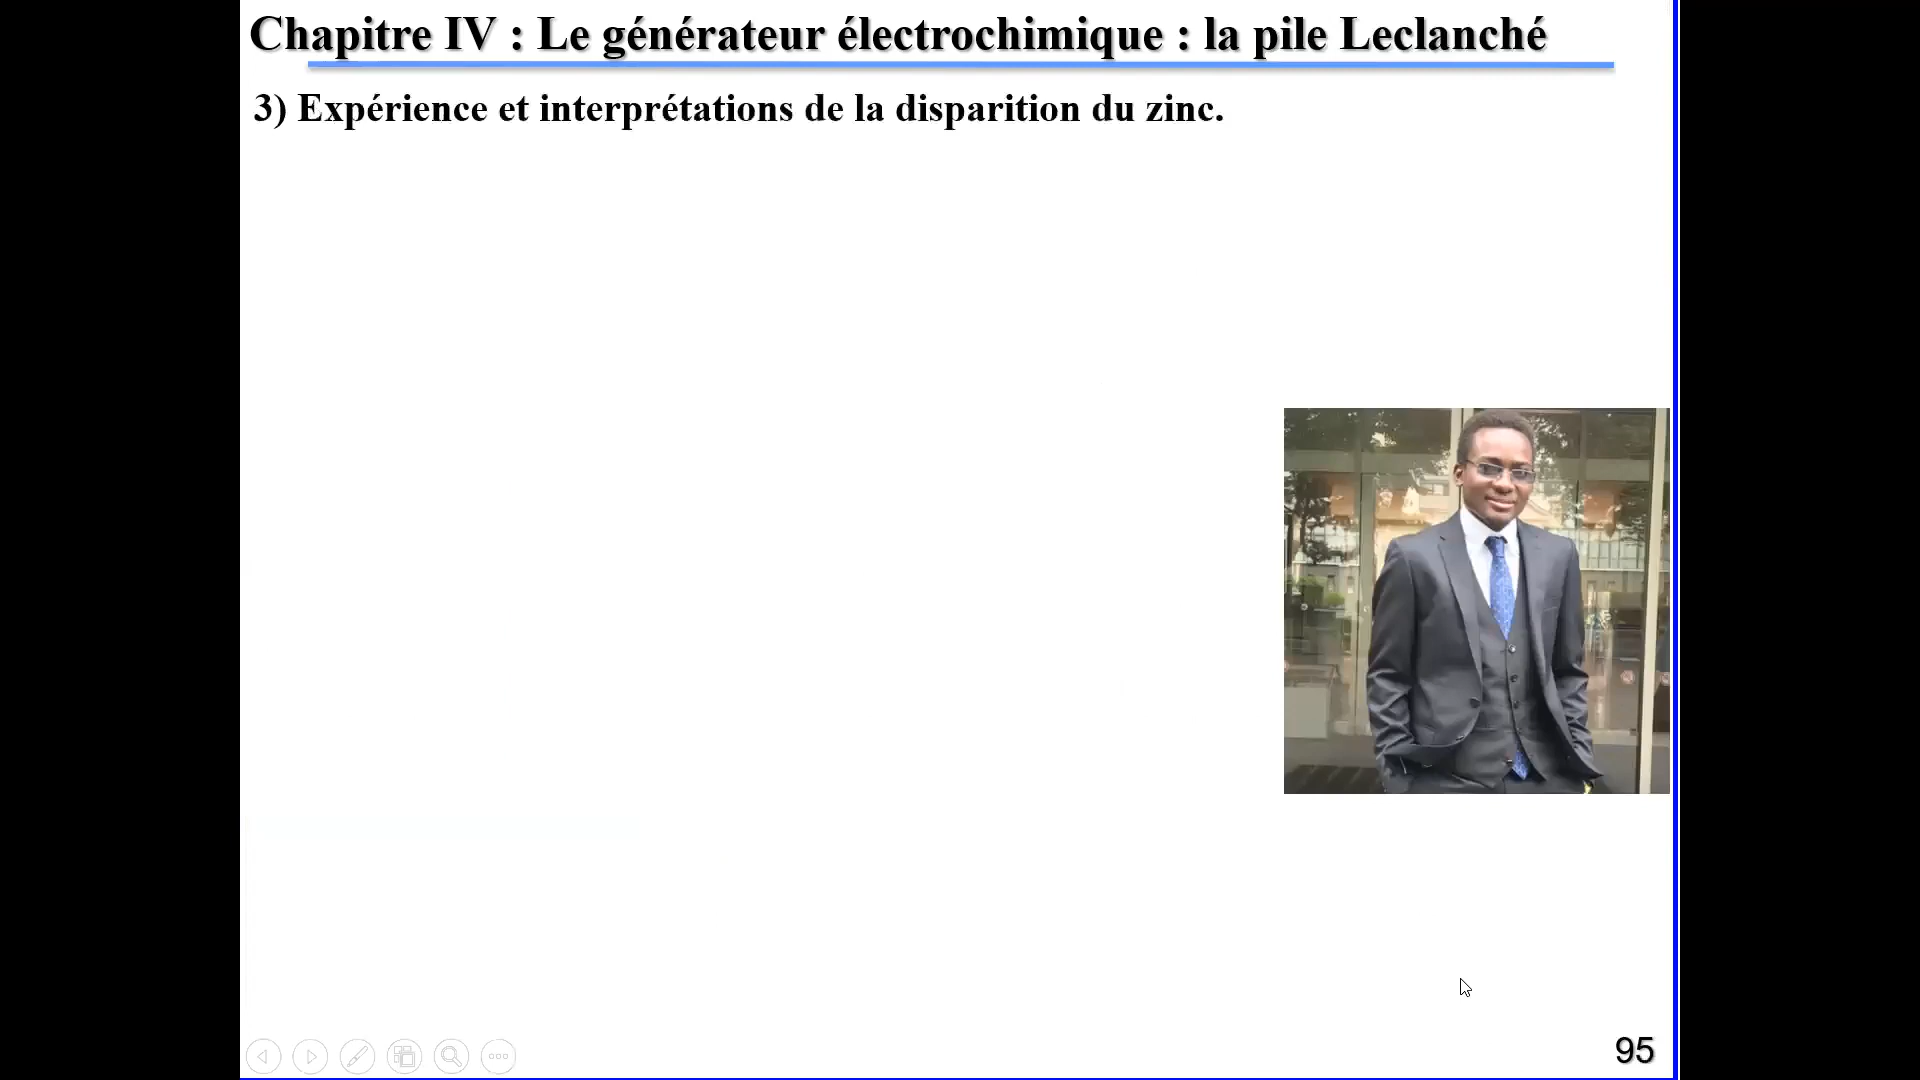 Chapitre IV : Le générateur électrochimique : la pile Leclanché
3) Expérience et interprétations de la disparition du zinc.
95